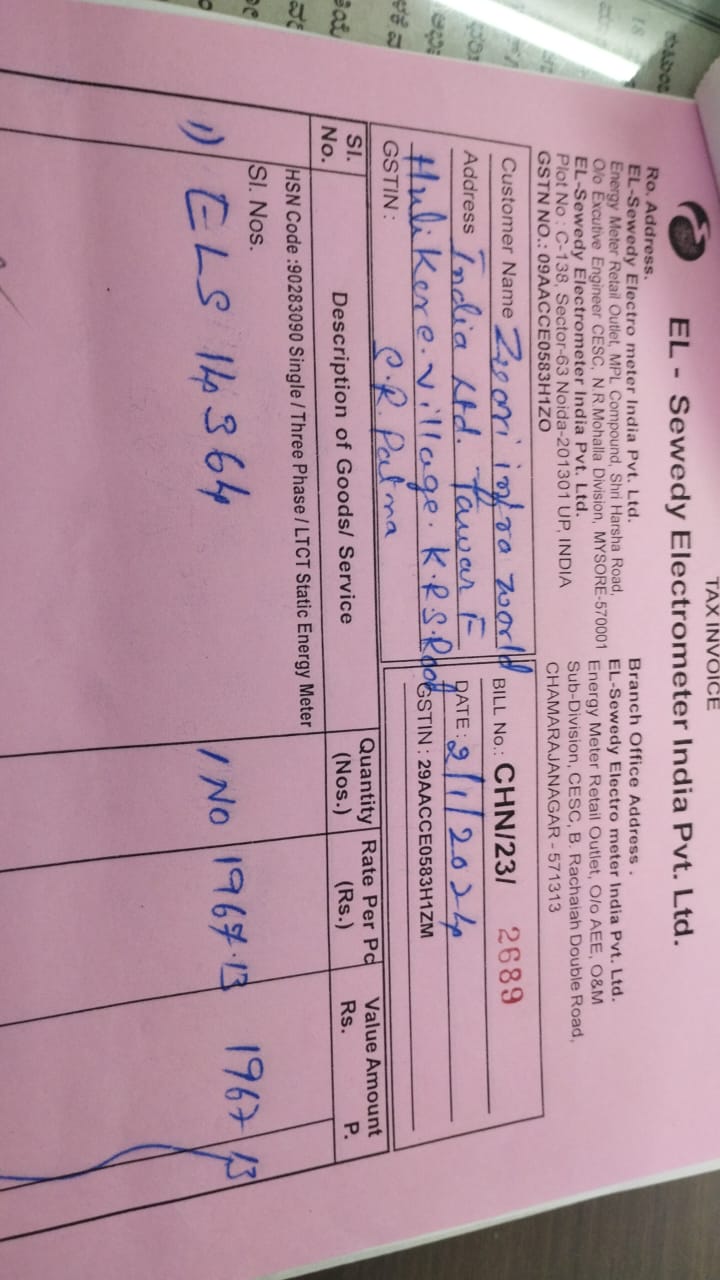 TAX INVOICE
EL - Sewedy Electrometer India Pvt. Ltd.
Ro. Address.
EL-Sewedy Electro meter India Pvt. Ltd.
Energy Meter Retail Outlet, MPL Compound, Shri Harsha Road,
O/o Excutive Engineer CESC, N.R.Mohalla Division, MYSORE-570001
EL-Sewedy Electrometer India Pvt. Ltd.
Plot No : C-138, Sector-63 Noida-201301 UP, INDIA
GSTN NO.: 09AACCE0583H1ZO
Branch Office Address .
EL-Sewedy Electro meter India Pvt. Ltd.
Energy Meter Retail Outlet, O/o AEE, O&M
Sub-Division, CESC, B. Rachaiah Double Road,
CHAMARAJANAGAR - 571313
Customer Name infra world
Address India Ltd. Tawar F
Hulikere. village. K.R.S. Road
GSTIN : S.R. Patna
BILL No.: CHN/23/ 2689
DATE : 2/1/2024
GSTIN : 29AACCE0583H1ZM
Sl. No. Description of Goods/ Service Quantity (Nos.) Rate Per Pc (Rs.) Value Amount Rs. P.
HSN Code :90283090 Single / Three Phase / LTCT Static Energy Meter
Sl. Nos.
1) ELS 14364 1 No 1967.13 1967 13